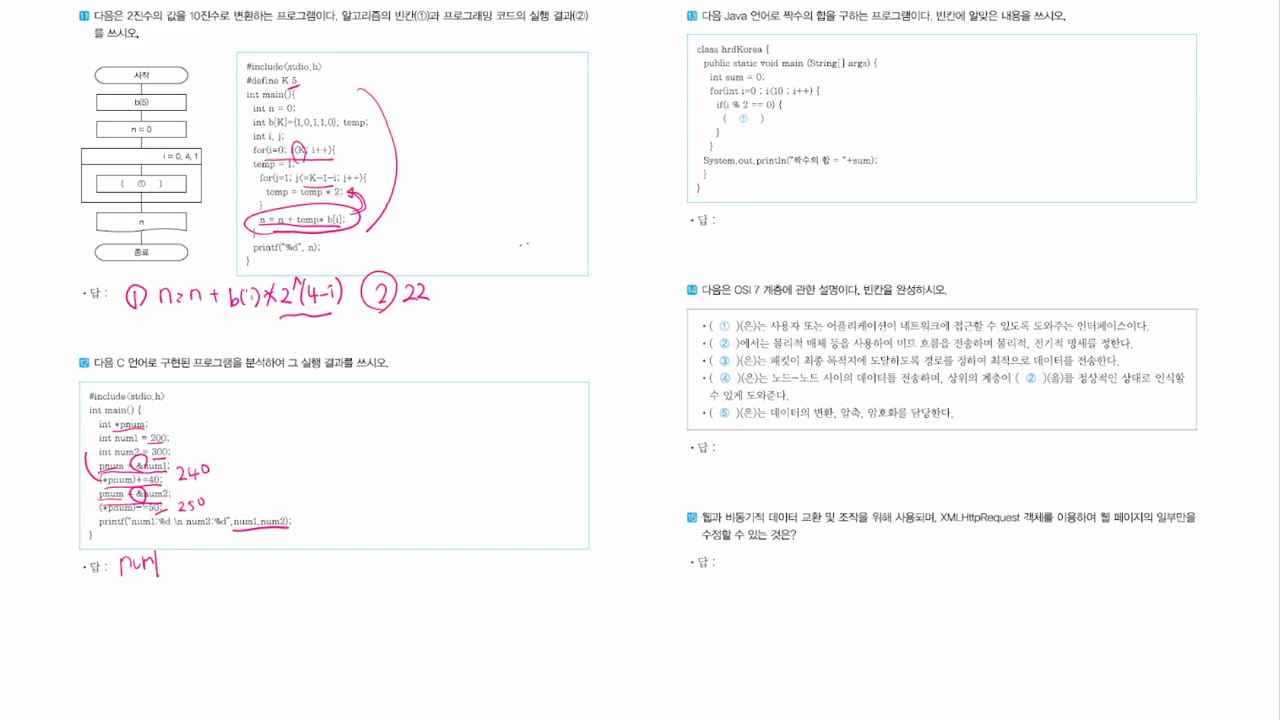 11 다음은 2진수의 값을 10진수로 변환하는 프로그램이다. 알고리즘의 빈칸(①)과 프로그래밍 코드의 실행 결과(②)
를 쓰시오.
시작
b(5)
n = 0
i = 0, 4, 1
( ① )
n
종료
#include<stdio.h>
#define K 5
int main(){
int n = 0;
int b[K]={1,0,1,1,0}, temp;
int i, j;
for(i=0; i<K; i++){
temp = 1;
for(j=1; j<=K-1-i; j++){
temp = temp * 2;
}
n = n + temp* b[i];
}
printf("%d", n);
}
• 답 : ① n=n + b(i)*2^(4-i) ② 22
12 다음 C 언어로 구현된 프로그램을 분석하여 그 실행 결과를 쓰시오.
#include<stdio.h>
int main() {
int *pnum;
int num1 = 200;
int num2 = 300;
pnum = &num1;
(*pnum)+=40; 240
pnum = &num2;
(*pnum)-=50; 250
printf("num1:%d \n num2:%d",num1,num2);
}
• 답 : num1
13 다음 Java 언어로 짝수의 합을 구하는 프로그램이다. 빈칸에 알맞은 내용을 쓰시오.
class hrdKorea {
public static void main (String[] args) {
int sum = 0;
for(int i=0 ; i<10 ; i++) {
if(i % 2 == 0) {
( ① )
}
}
System.out.println("짝수의 합 = "+sum);
}
}
• 답 :
14 다음은 OSI 7 계층에 관한 설명이다. 빈칸을 완성하시오.
• ( ① )(은)는 사용자 또는 어플리케이션이 네트워크에 접근할 수 있도록 도와주는 인터페이스이다.
• ( ② )에서는 물리적 매체 등을 사용하여 비트 흐름을 전송하며 물리적, 전기적 명세를 정한다.
• ( ③ )(은)는 패킷이 최종 목적지에 도달하도록 경로를 정하여 최적으로 데이터를 전송한다.
• ( ④ )(은)는 노드-노드 사이의 데이터를 전송하며, 상위의 계층이 ( ② )(을)를 정상적인 상태로 인식할
수 있게 도와준다.
• ( ⑤ )(은)는 데이터의 변환, 압축, 암호화를 담당한다.
• 답 :
15 웹과 비동기적 데이터 교환 및 조작을 위해 사용되며, XMLHttpRequest 객체를 이용하여 웹 페이지의 일부만을
수정할 수 있는 것은?
• 답 :